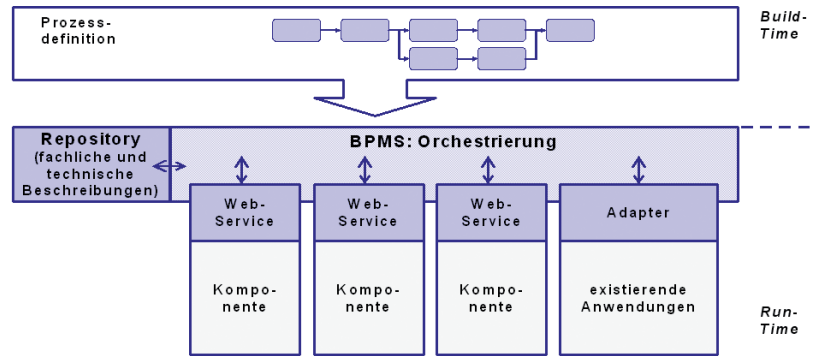 Prozess-
definition
Build-
Time
Repository
(fachliche und
technische
Beschreibungen)
BPMS: Orchestrierung
Web-
Service
Web-
Service
Web-
Service
Adapter
Kompo-
nente
Kompo-
nente
Kompo-
nente
existierende
Anwendungen
Run-
Time